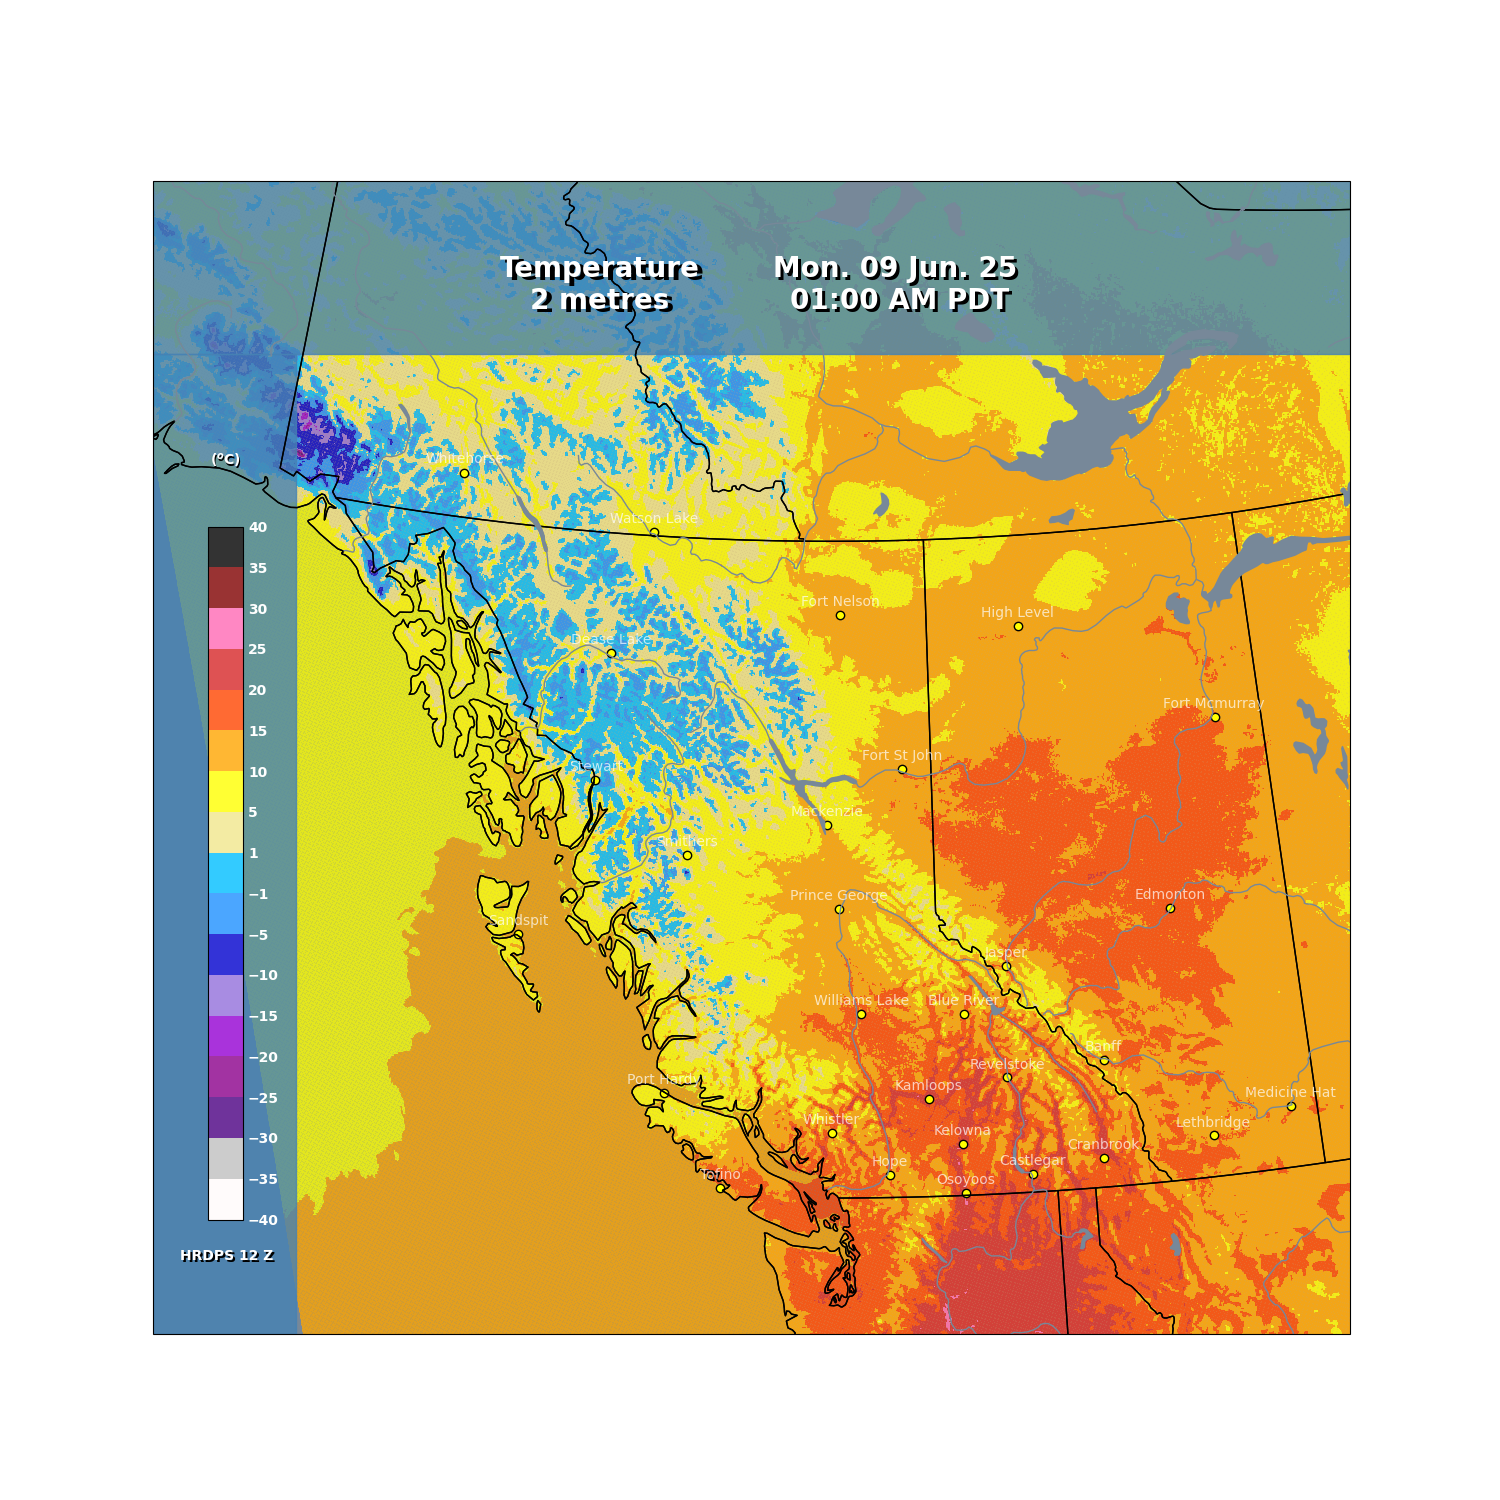 Temperature
2 metres
Mon. 09 Jun. 25
01:00 AM PDT
(°C)
40
35
30
25
20
15
10
5
1
−1
−5
−10
−15
−20
−25
−30
−35
−40
HRDPS 12 Z
Whitehorse
Watson Lake
Fort Nelson
High Level
Dease Lake
Fort Mcmurray
Fort St John
Stewart
Mackenzie
Smithers
Prince George
Edmonton
Sandspit
Jasper
Williams Lake
Blue River
Banff
Revelstoke
Port Hardy
Kamloops
Medicine Hat
Whistler
Lethbridge
Kelowna
Cranbrook
Hope
Castlegar
Tofino
Osoyoos